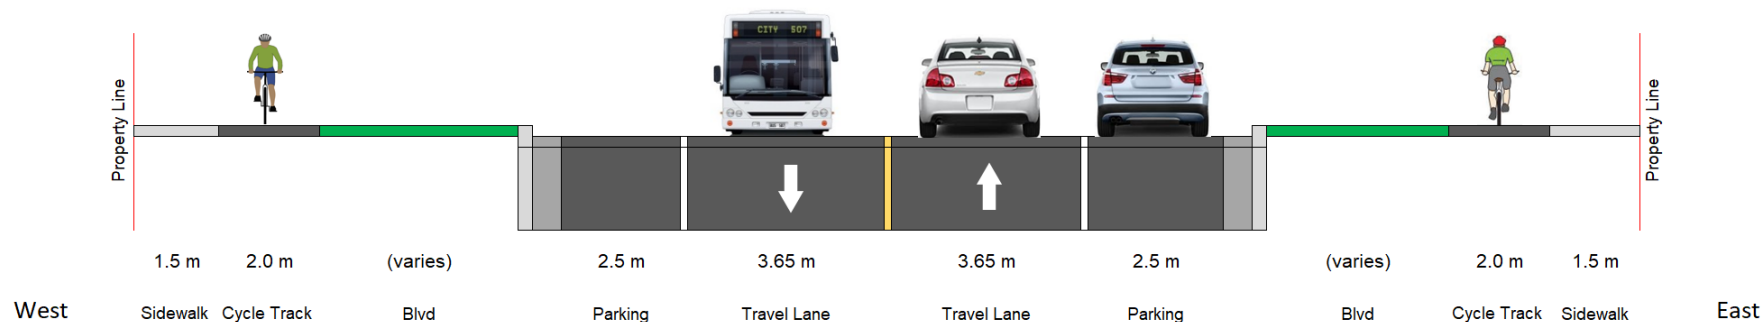 CITY 507
Property Line
Property Line
1.5 m 2.0 m (varies) 2.5 m 3.65 m 3.65 m 2.5 m (varies) 2.0 m 1.5 m
West Sidewalk Cycle Track Blvd Parking Travel Lane Travel Lane Parking Blvd Cycle Track Sidewalk East